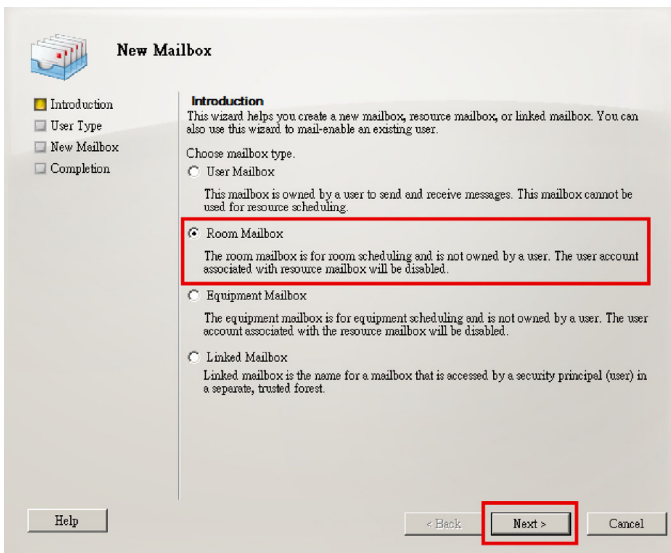 New Mailbox
Introduction
User Type
New Mailbox
Completion
Introduction
This wizard helps you create a new mailbox, resource mailbox, or linked mailbox. You can
also use this wizard to mail-enable an existing user.
Choose mailbox type.
User Mailbox
This mailbox is owned by a user to send and receive messages. This mailbox cannot be
used for resource scheduling.
Room Mailbox
The room mailbox is for room scheduling and is not owned by a user. The user account
associated with resource mailbox will be disabled.
Equipment Mailbox
The equipment mailbox is for equipment scheduling and is not owned by a user. The user
account associated with the resource mailbox will be disabled.
Linked Mailbox
Linked mailbox is the name for a mailbox that is accessed by a security principal (user) in
a separate, trusted forest.
Help
< Back
Next >
Cancel